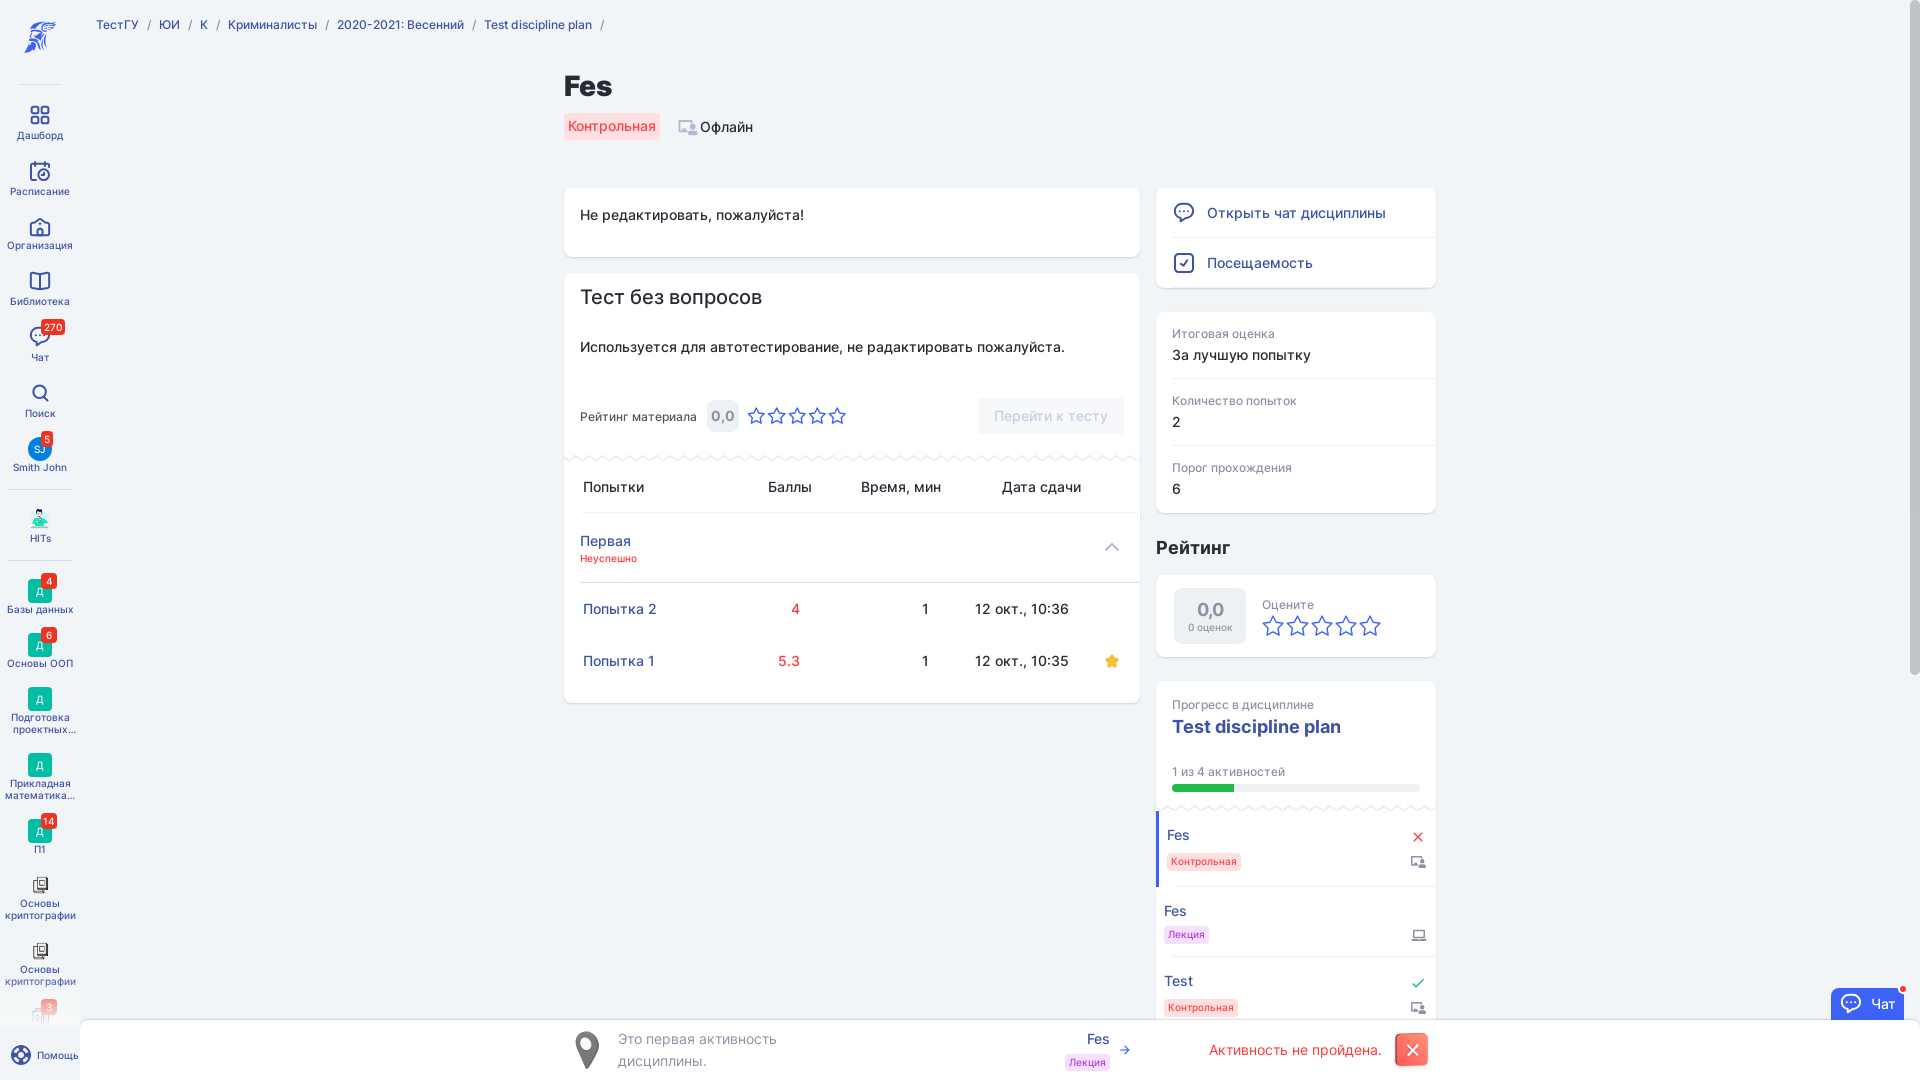 ТестГУ / ЮИ / К / Криминалисты / 2020-2021: Весенний / Test discipline plan /
Дашборд
Расписание
Организация
Библиотека
270
Чат
Поиск
5
SJ
Smith John
HITs
4
Д
Базы данных
6
Д
Основы ООП
Д
Подготовка
проектных...
Д
Прикладная
математика...
14
Д
П1
Основы
криптографии
Основы
криптографии
3
Помощь
Fes
Контрольная
Офлайн
Не редактировать, пожалуйста!
Тест без вопросов
Используется для автотестирование, не радактировать пожалуйста.
Рейтинг материала 0,0
Перейти к тесту
Попытки Баллы Время, мин Дата сдачи
Первая
Неуспешно
Попытка 2 4 1 12 окт., 10:36
Попытка 1 5.3 1 12 окт., 10:35
Открыть чат дисциплины
Посещаемость
Итоговая оценка
За лучшую попытку
Количество попыток
2
Порог прохождения
6
Рейтинг
0,0
0 оценок
Оцените
Прогресс в дисциплине
Test discipline plan
1 из 4 активностей
Fes
Контрольная
Fes
Лекция
Test
Контрольная
Чат
Это первая активность
дисциплины.
Fes
Лекция
Активность не пройдена.